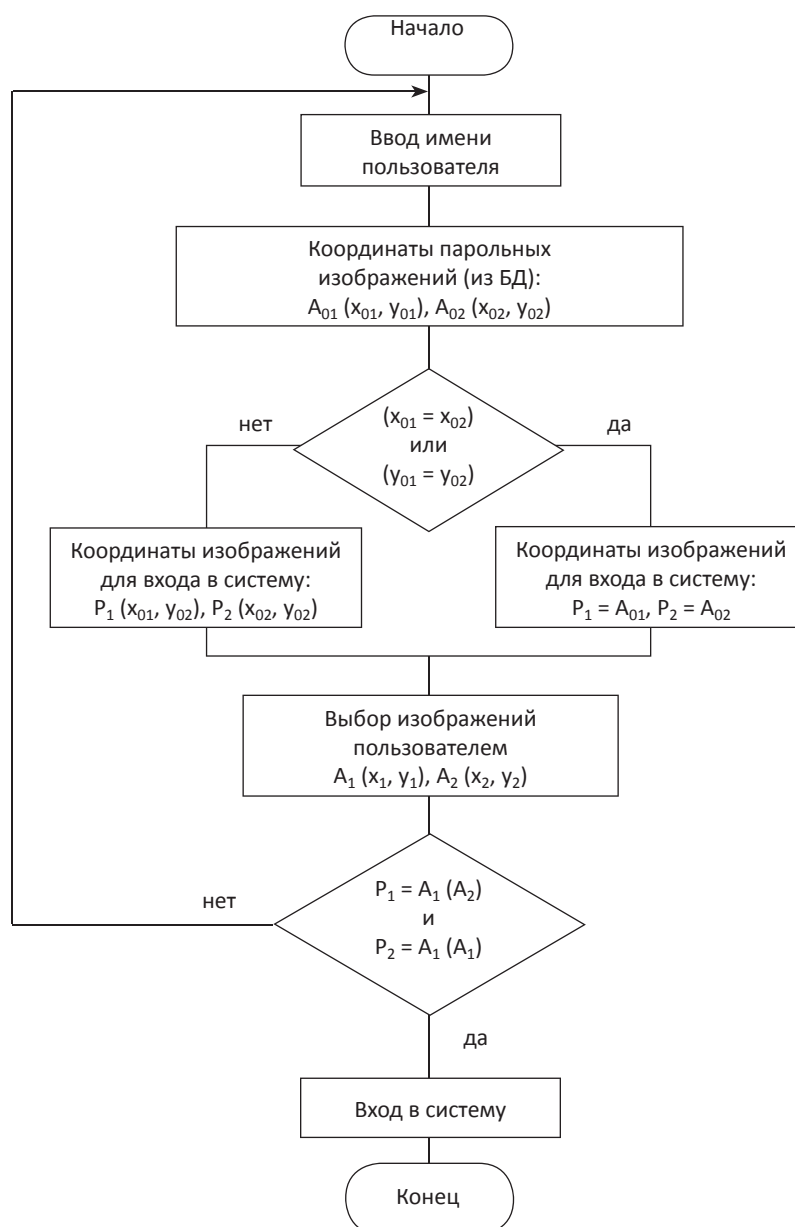 Начало
Ввод имени
пользователя
Координаты парольных
изображений (из БД):
A₀₁ (x₀₁, y₀₁), A₀₂ (x₀₂, y₀₂)
нет
(x₀₁ = x₀₂)
или
(y₀₁ = y₀₂)
да
Координаты изображений
для входа в систему:
P₁ (x₀₁, y₀₂), P₂ (x₀₂, y₀₂)
Координаты изображений
для входа в систему:
P₁ = A₀₁, P₂ = A₀₂
Выбор изображений
пользователем
A₁ (x₁, y₁), A₂ (x₂, y₂)
нет
P₁ = A₁ (A₂)
и
P₂ = A₁ (A₁)
да
Вход в систему
Конец